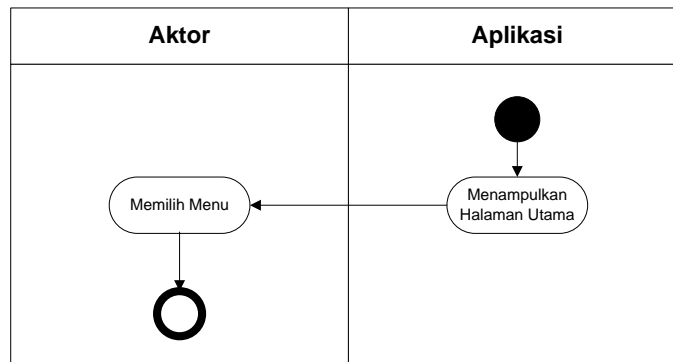 Aktor
Aplikasi
Memilih Menu
Menampulkan
Halaman Utama